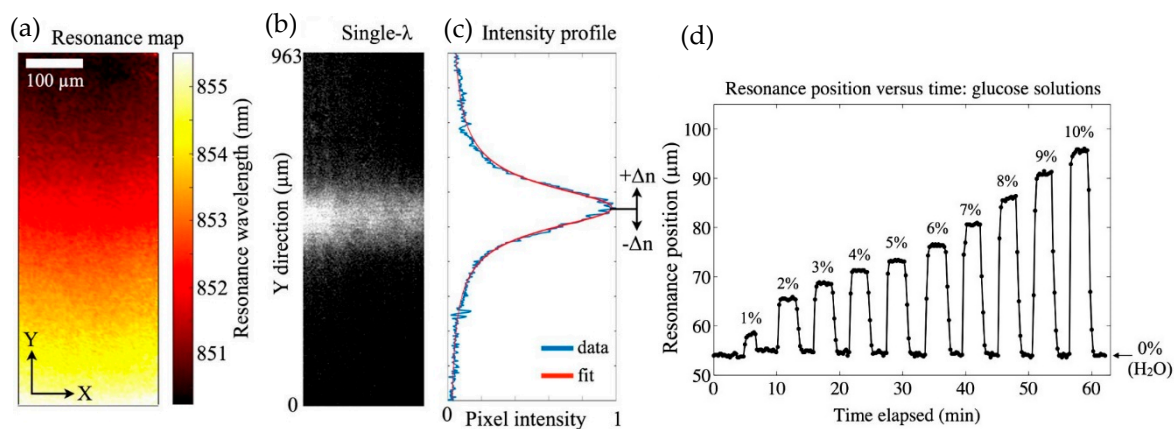 (a)
Resonance map
100 µm
Y
X
855
854
853
852
851
Resonance wavelength (nm)
(b)
Single-λ
963
0
Y direction (µm)
(c)
Intensity profile
+Δn
-Δn
data
fit
0
1
Pixel intensity
(d)
Resonance position versus time: glucose solutions
100
90
80
70
60
50
Resonance position (µm)
1%
2%
3%
4%
5%
6%
7%
8%
9%
10%
0%
(H₂O)
0
10
20
30
40
50
60
Time elapsed (min)